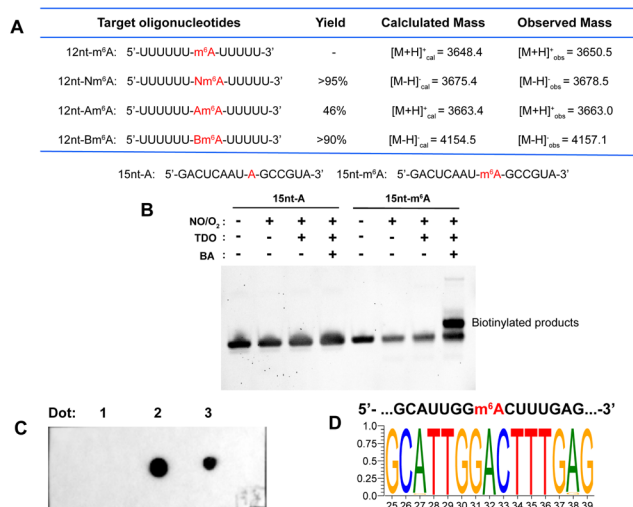 A
Target oligonucleotides Yield Calclulated Mass Observed Mass
12nt-m⁶A: 5'-UUUUUU-m⁶A-UUUUU-3' - [M+H]⁺cal = 3648.4 [M+H]⁺obs = 3650.5
12nt-Nm⁶A: 5'-UUUUUU-Nm⁶A-UUUUU-3' >95% [M-H]⁻cal = 3675.4 [M-H]⁻obs = 3678.5
12nt-Am⁶A: 5'-UUUUUU-Am⁶A-UUUUU-3' 46% [M+H]⁺cal = 3663.4 [M+H]⁺obs = 3663.0
12nt-Bm⁶A: 5'-UUUUUU-Bm⁶A-UUUUU-3' >90% [M-H]⁻cal = 4154.5 [M-H]⁻obs = 4157.1
15nt-A: 5'-GACUCAAU-A-GCCGUA-3' 15nt-m⁶A: 5'-GACUCAAU-m⁶A-GCCGUA-3'
B
15nt-A 15nt-m⁶A
NO/O₂ : - + + + - + + +
TDO : - - + + - - + +
BA : - - - + - - - +
Biotinylated products
C
Dot: 1 2 3
D
5'- ...GCAUUGGm⁶ACUUUGAG...-3'
1.0
0.75
0.5
0.25
0.0
GCATTGGACTTTGAG
25 26 27 28 29 30 31 32 33 34 35 36 37 38 39